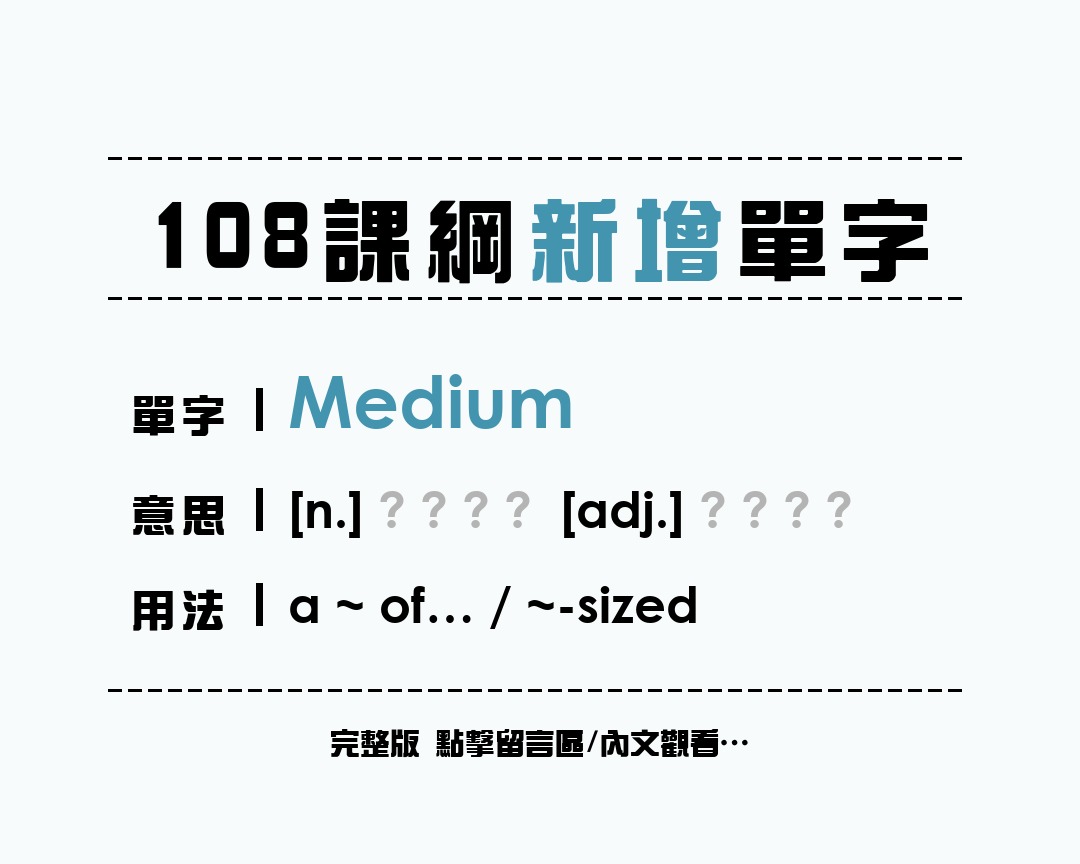 108課綱新增單字
單字 | Medium
意思 | [n.] ? ? ? ? [adj.] ? ? ? ?
用法 | a ~ of… / ~-sized
完整版 點擊留言區/內文觀看…